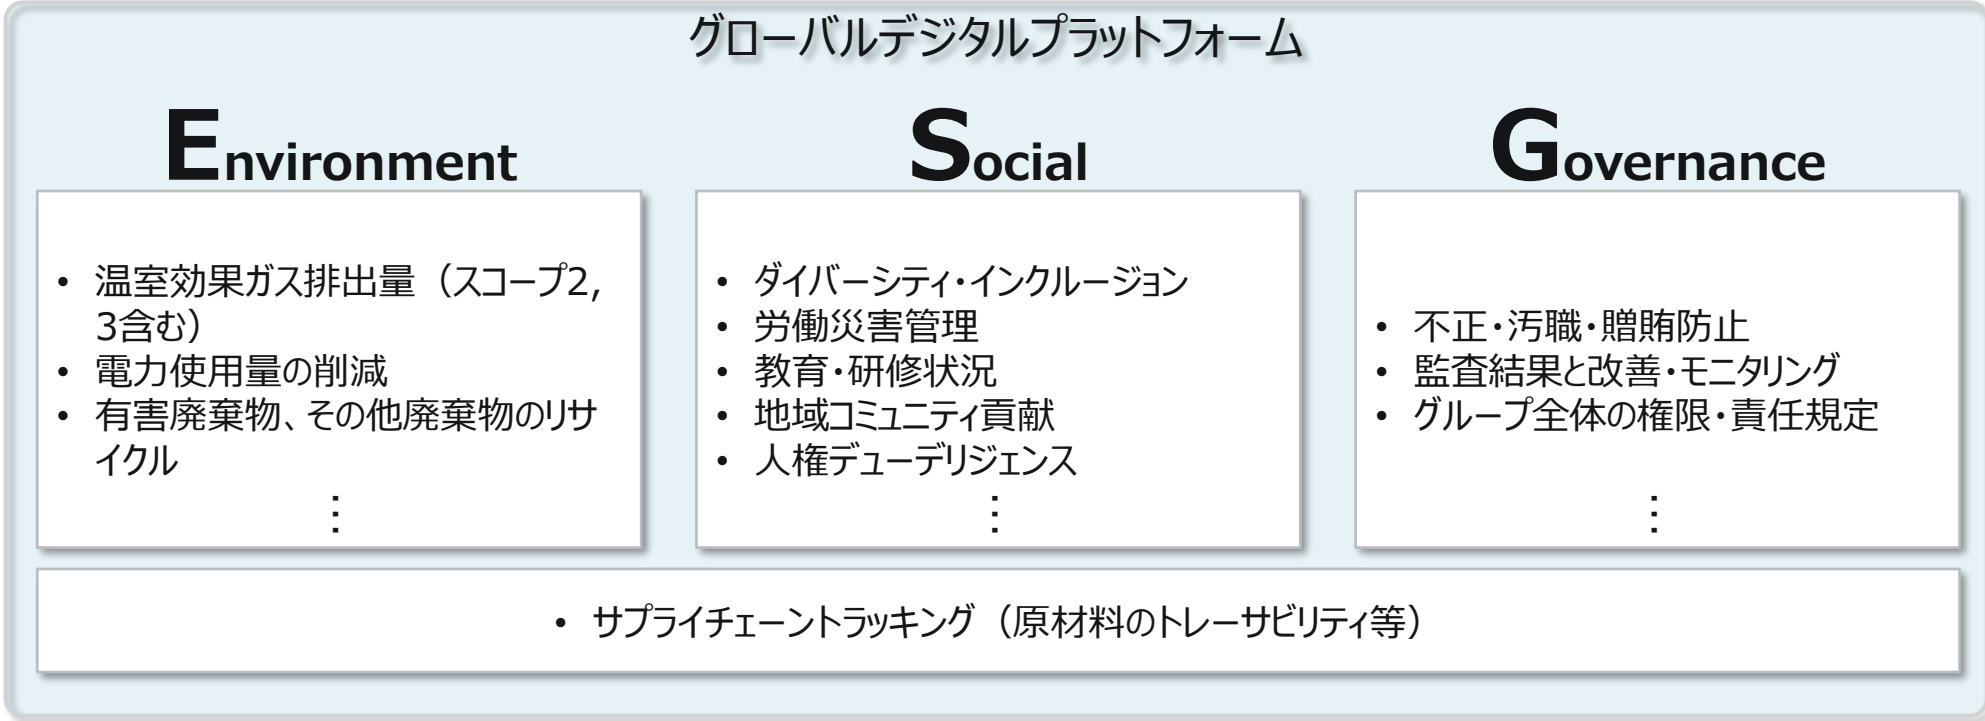 グローバルデジタルプラットフォーム
Environment
• 温室効果ガス排出量（スコープ2,
3含む）
• 電力使用量の削減
• 有害廃棄物、その他廃棄物のリサ
イクル
⋮
Social
• ダイバーシティ・インクルージョン
• 労働災害管理
• 教育・研修状況
• 地域コミュニティ貢献
• 人権デューデリジェンス
⋮
Governance
• 不正・汚職・贈賄防止
• 監査結果と改善・モニタリング
• グループ全体の権限・責任規定
⋮
• サプライチェーントラッキング（原材料のトレーサビリティ等）